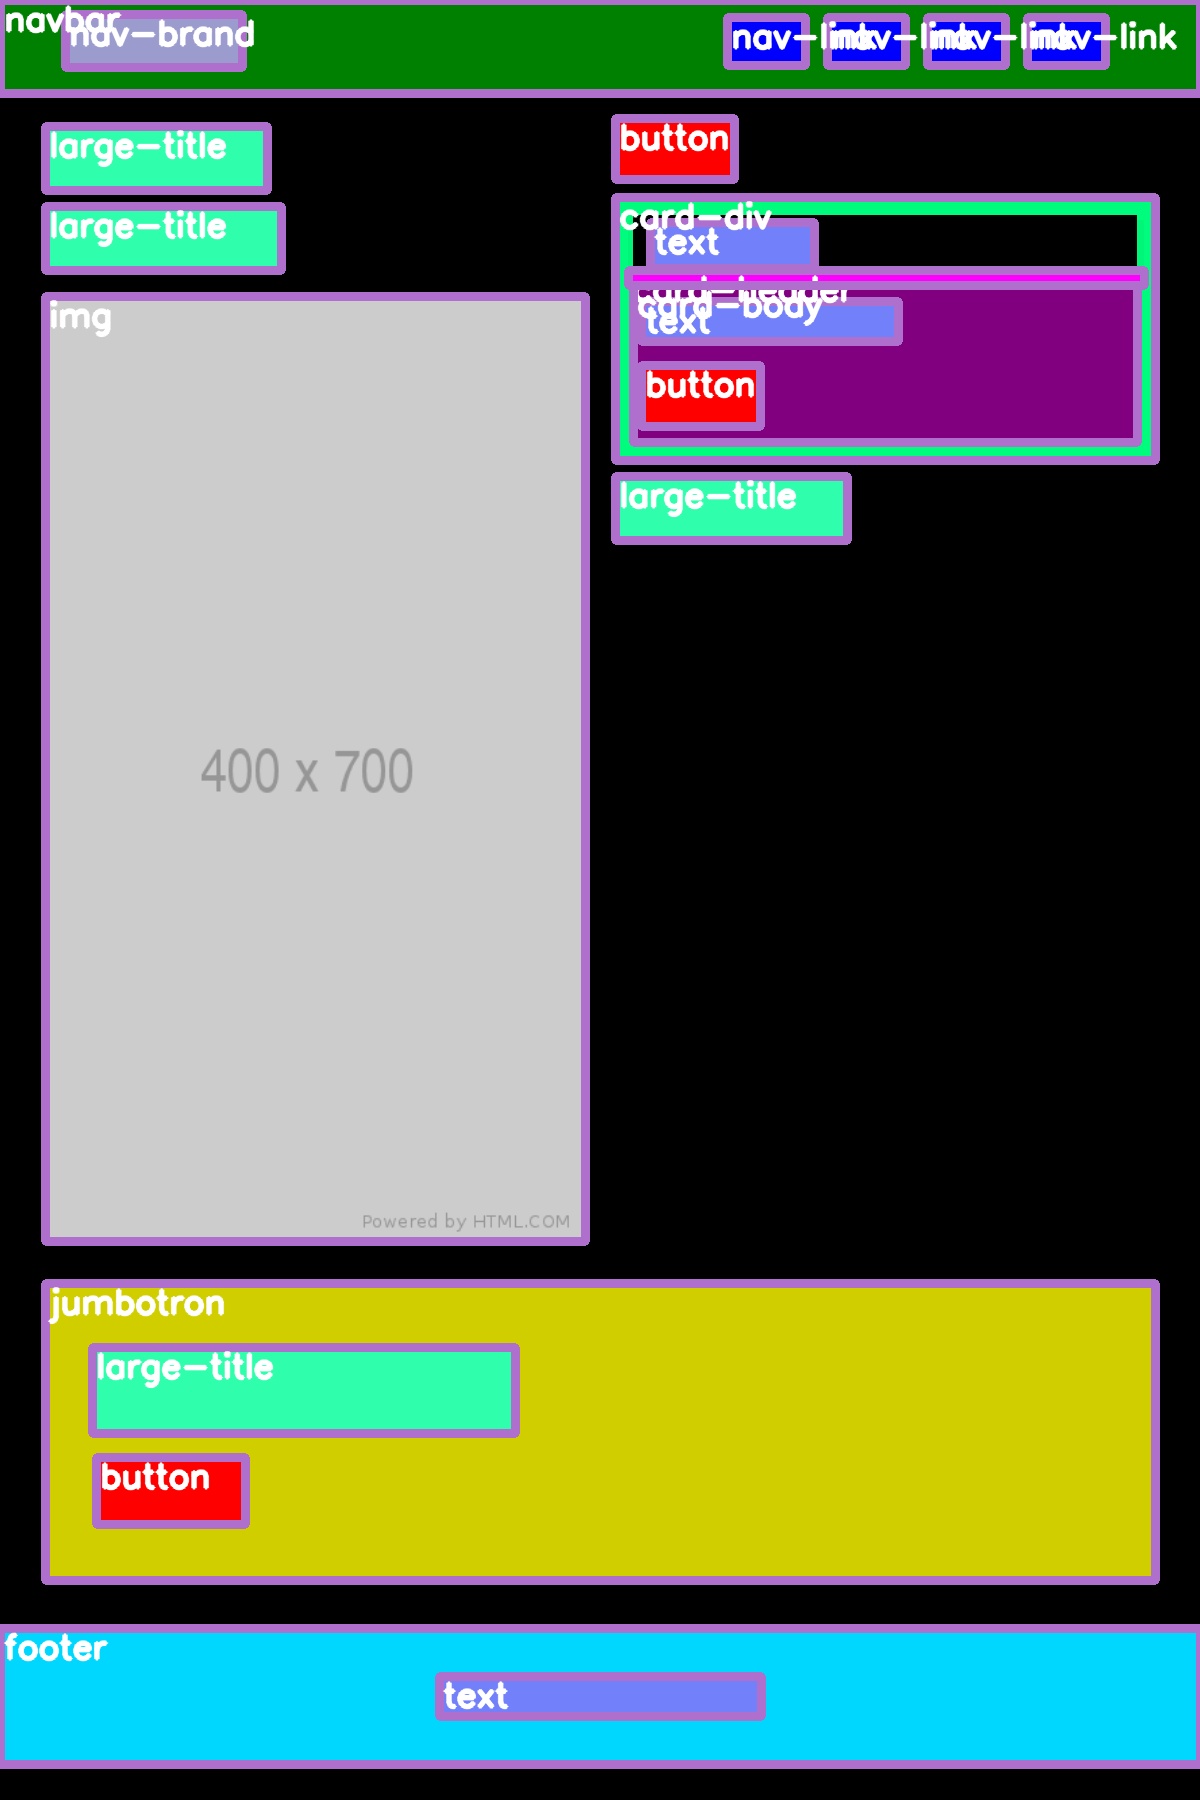 navbar
nav-brand
nav-link
nav-link
nav-link
nav-link
large-title
button
large-title
card-div
text
card-header
card-body
text
img
button
large-title
400 x 700
Powered by HTML.COM
jumbotron
large-title
button
footer
text